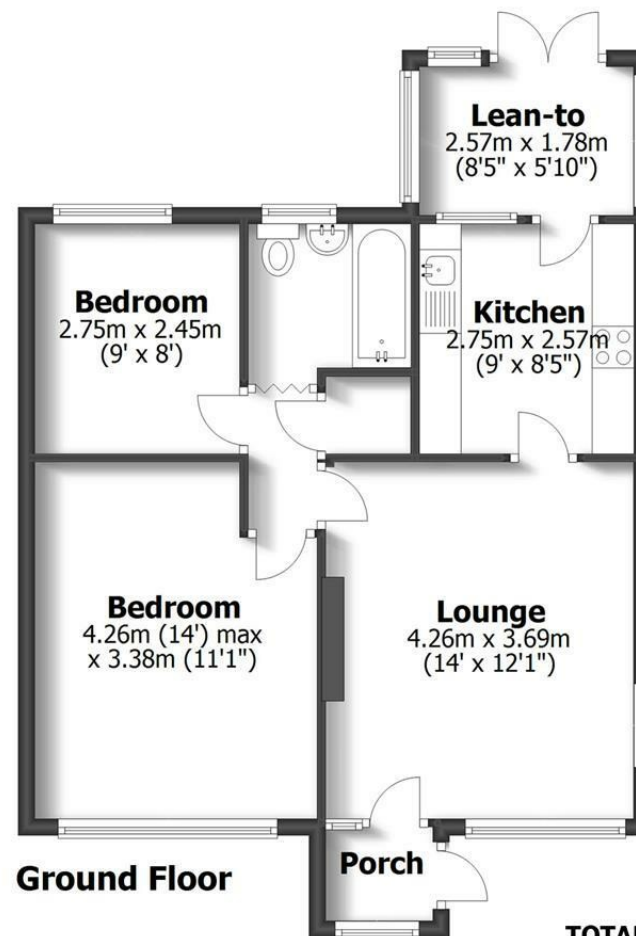 Lean-to
2.57m x 1.78m
(8'5" x 5'10")
Bedroom
2.75m x 2.45m
(9' x 8')
Kitchen
2.75m x 2.57m
(9' x 8'5")
Bedroom
4.26m (14') max
x 3.38m (11'1")
Lounge
4.26m x 3.69m
(14' x 12'1")
Porch
Ground Floor
TOTAL